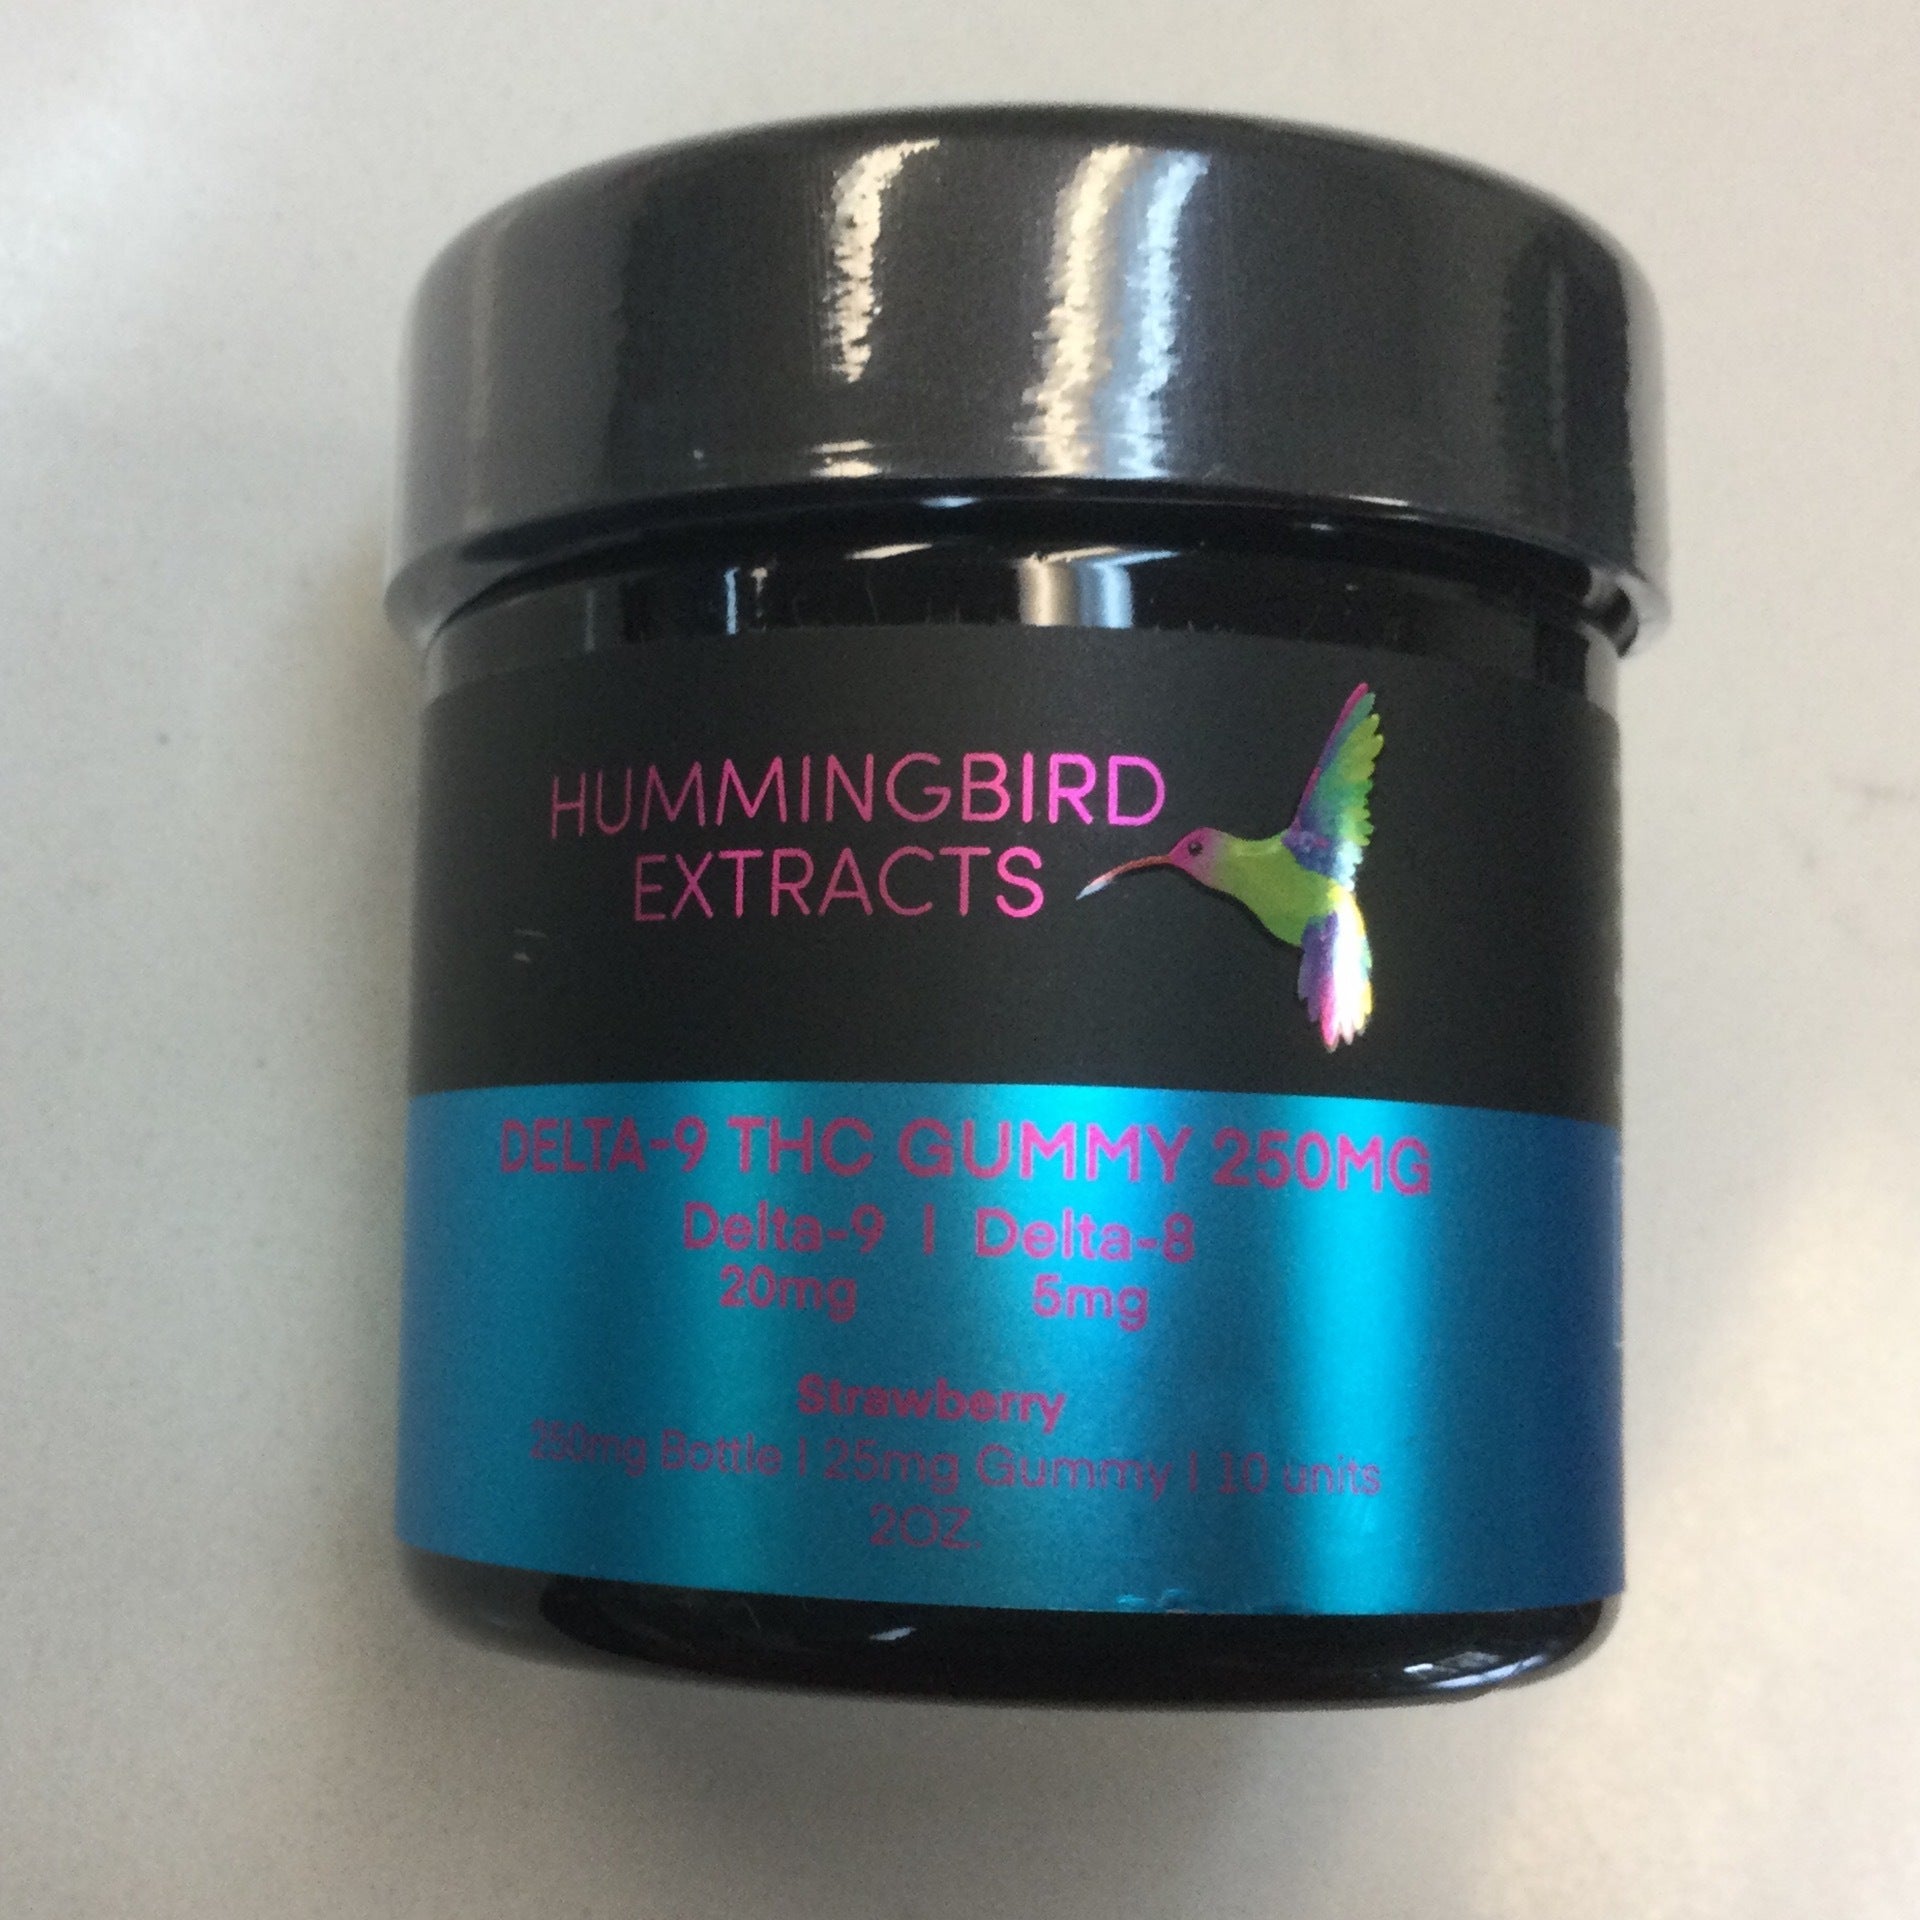 HUMMINGBIRD
EXTRACTS
DELTA-9 THC GUMMY 250MG
Delta-9 | Delta-8
20mg 5mg
Strawberry
250mg Bottle | 25mg Gummy | 10 units
2OZ.